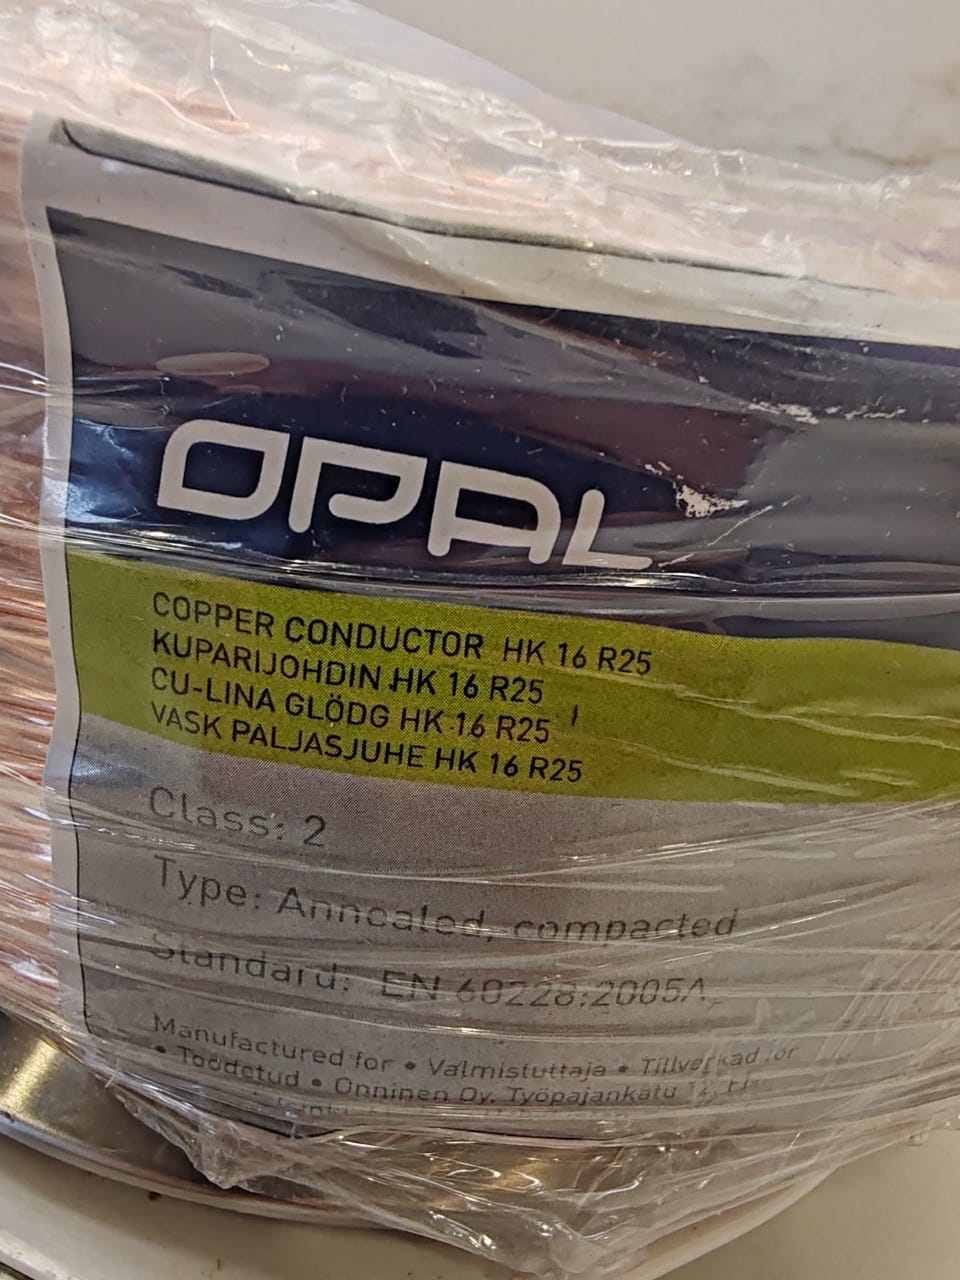 OPAL
COPPER CONDUCTOR HK 16 R25
KUPARIJOHDIN HK 16 R25
CU-LINA GLÖDG HK 16 R25
VASK PALJASJUHE HK 16 R25
Class: 2
Type: Annealed, compacted
Standard: EN 60228:2005
Manufactured for • Valmistuttaja • Tillverkad för
• Toodetud • Onninen Oy, Työpajankatu